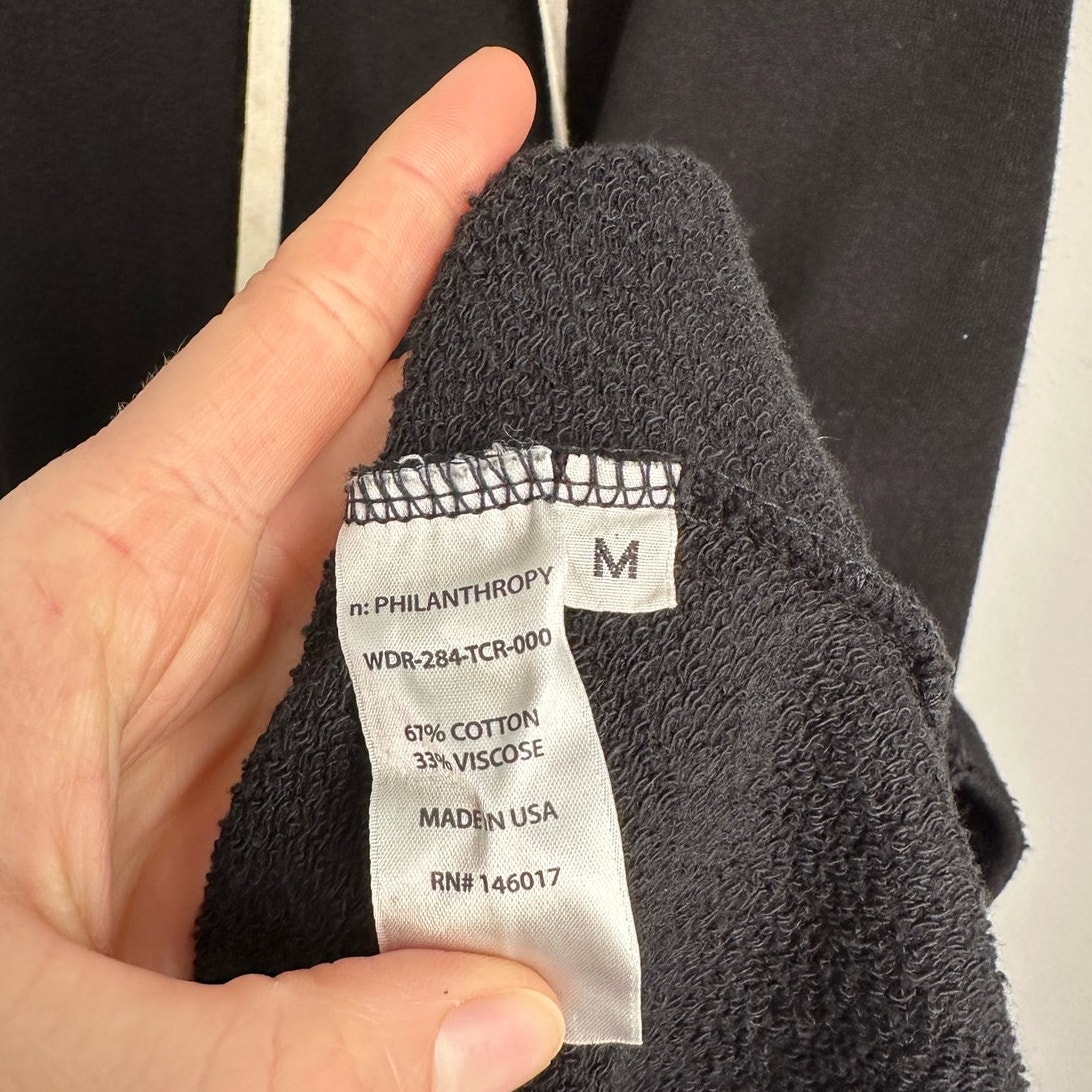 M
n: PHILANTHROPY
WDR-284-TCR-000
67% COTTON
33% VISCOSE
MADE IN USA
RN# 146017